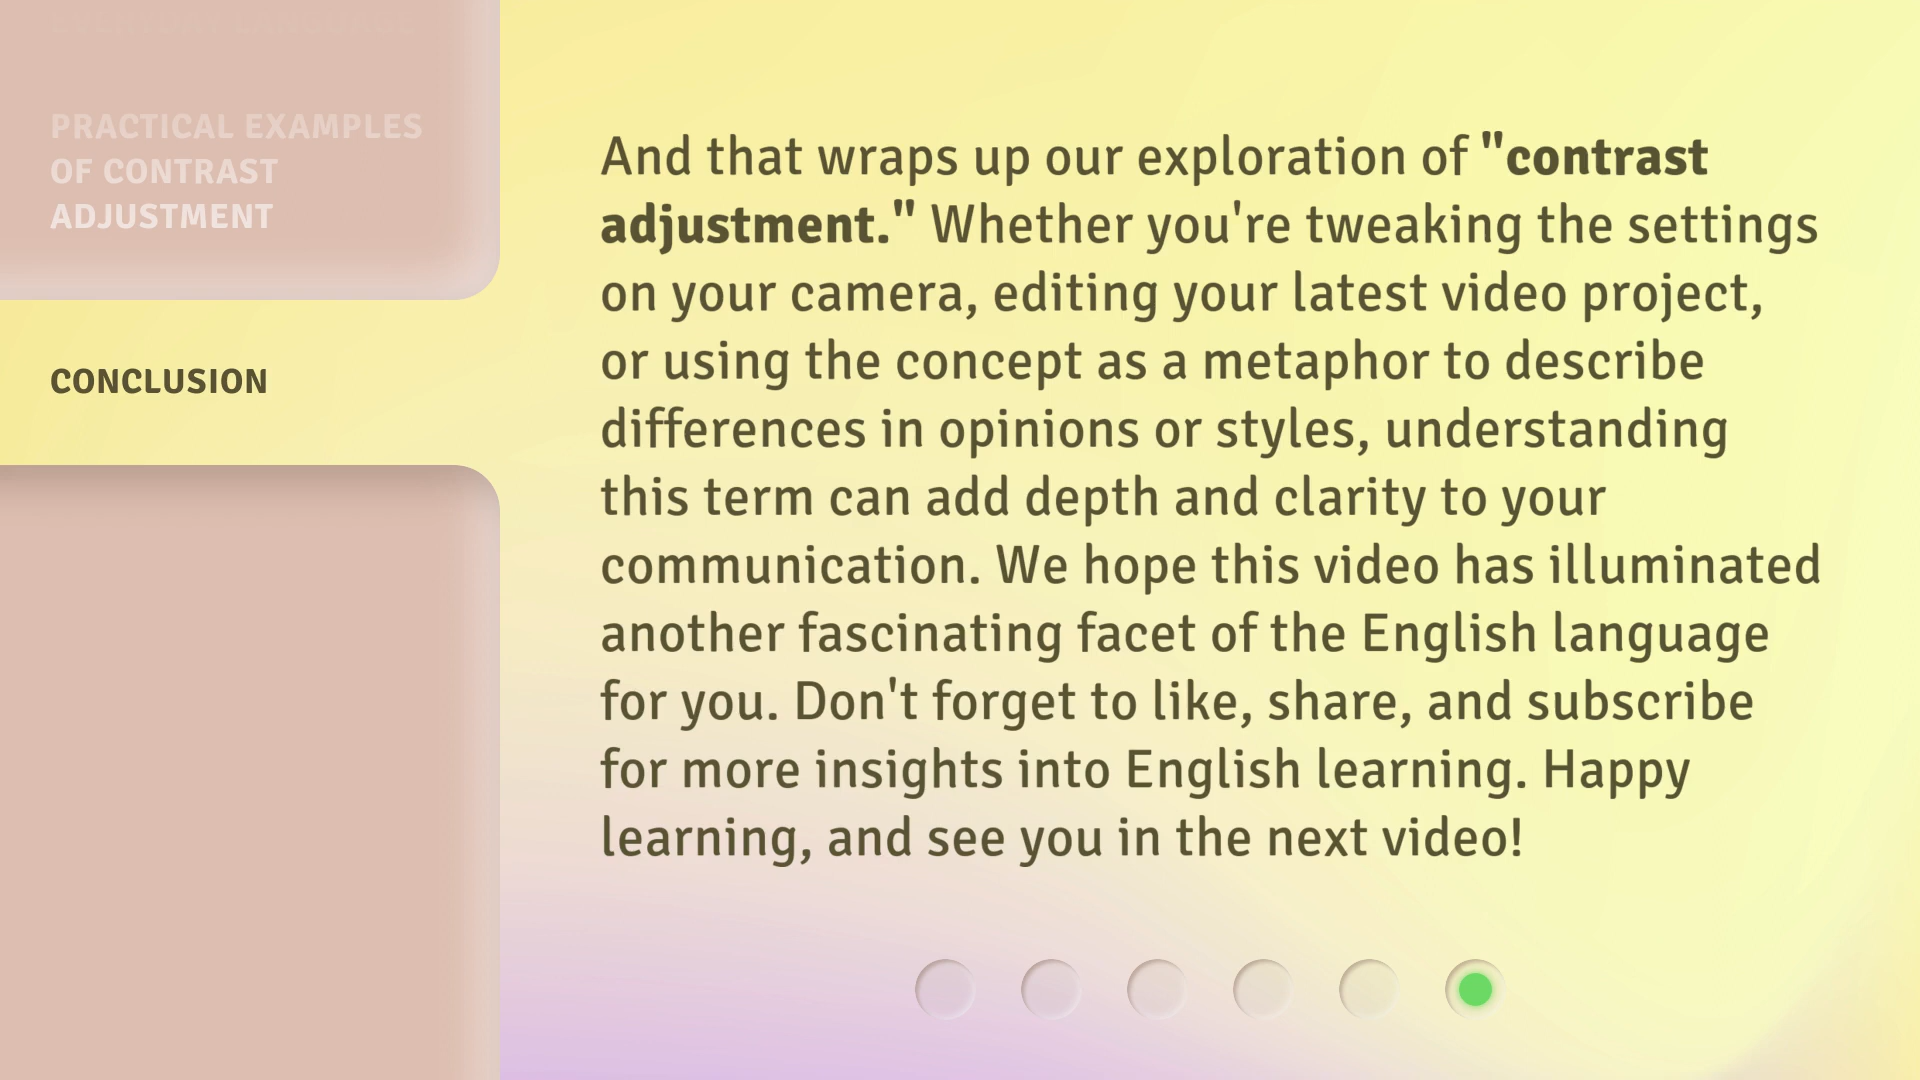 PRACTICAL EXAMPLES
OF CONTRAST
ADJUSTMENT
CONCLUSION
And that wraps up our exploration of "contrast
adjustment." Whether you're tweaking the settings
on your camera, editing your latest video project,
or using the concept as a metaphor to describe
differences in opinions or styles, understanding
this term can add depth and clarity to your
communication. We hope this video has illuminated
another fascinating facet of the English language
for you. Don't forget to like, share, and subscribe
for more insights into English learning. Happy
learning, and see you in the next video!